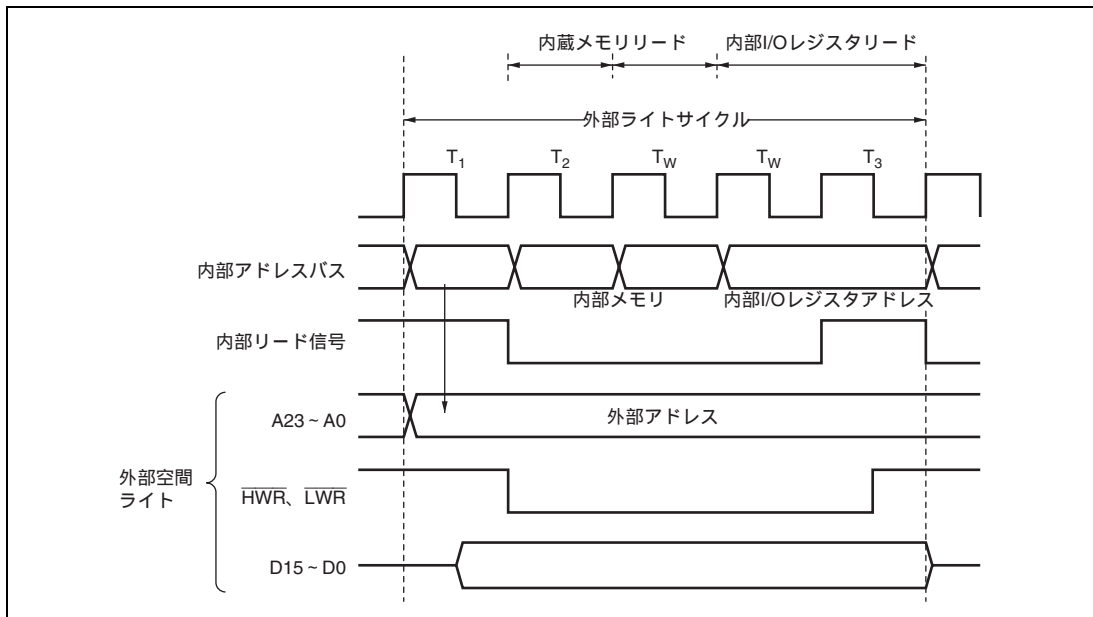 内蔵メモリリード 内部I/Oレジスタリード
外部ライトサイクル
T1 T2 TW TW T3
内部アドレスバス
内部メモリ 内部I/Oレジスタアドレス
内部リード信号
A23 ~ A0 外部アドレス
外部空間
ライト
HWR、LWR
D15 ~ D0